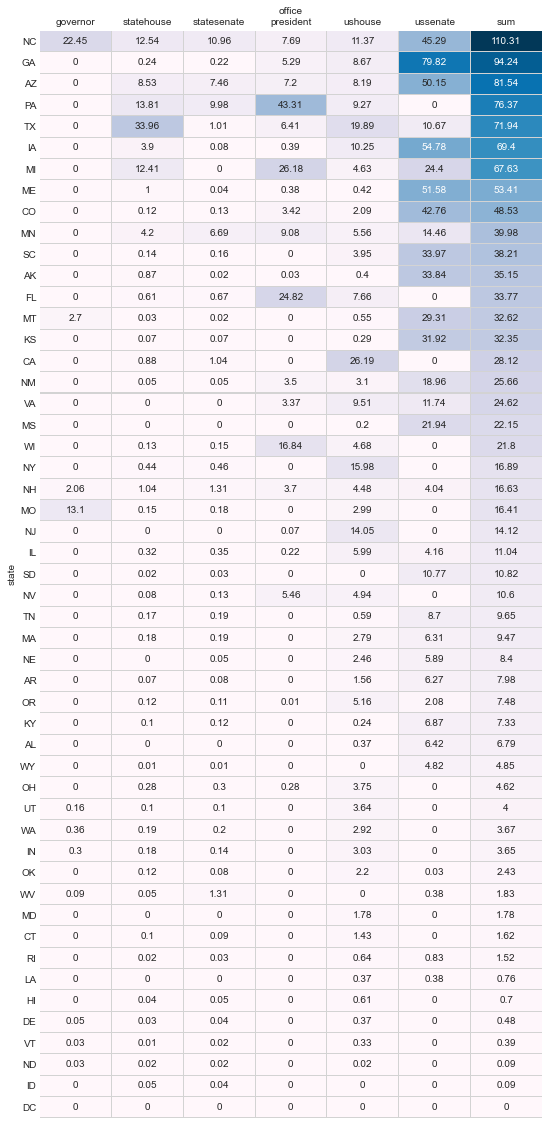 office
governor statehouse statesenate president ushouse ussenate sum
NC 22.45 12.54 10.96 7.69 11.37 45.29 110.31
GA 0 0.24 0.22 5.29 8.67 79.82 94.24
AZ 0 8.53 7.46 7.2 8.19 50.15 81.54
PA 0 13.81 9.98 43.31 9.27 0 76.37
TX 0 33.96 1.01 6.41 19.89 10.67 71.94
IA 0 3.9 0.08 0.39 10.25 54.78 69.4
MI 0 12.41 0 26.18 4.63 24.4 67.63
ME 0 1 0.04 0.38 0.42 51.58 53.41
CO 0 0.12 0.13 3.42 2.09 42.76 48.53
MN 0 4.2 6.69 9.08 5.56 14.46 39.98
SC 0 0.14 0.16 0 3.95 33.97 38.21
AK 0 0.87 0.02 0.03 0.4 33.84 35.15
FL 0 0.61 0.67 24.82 7.66 0 33.77
MT 2.7 0.03 0.02 0 0.55 29.31 32.62
KS 0 0.07 0.07 0 0.29 31.92 32.35
CA 0 0.88 1.04 0 26.19 0 28.12
NM 0 0.05 0.05 3.5 3.1 18.96 25.66
VA 0 0 0 3.37 9.51 11.74 24.62
MS 0 0 0 0 0.2 21.94 22.15
WI 0 0.13 0.15 16.84 4.68 0 21.8
NY 0 0.44 0.46 0 15.98 0 16.89
NH 2.06 1.04 1.31 3.7 4.48 4.04 16.63
MO 13.1 0.15 0.18 0 2.99 0 16.41
NJ 0 0 0 0.07 14.05 0 14.12
IL 0 0.32 0.35 0.22 5.99 4.16 11.04
state
SD 0 0.02 0.03 0 0 10.77 10.82
NV 0 0.08 0.13 5.46 4.94 0 10.6
TN 0 0.17 0.19 0 0.59 8.7 9.65
MA 0 0.18 0.19 0 2.79 6.31 9.47
NE 0 0 0.05 0 2.46 5.89 8.4
AR 0 0.07 0.08 0 1.56 6.27 7.98
OR 0 0.12 0.11 0.01 5.16 2.08 7.48
KY 0 0.1 0.12 0 0.24 6.87 7.33
AL 0 0 0 0 0.37 6.42 6.79
WY 0 0.01 0.01 0 0 4.82 4.85
OH 0 0.28 0.3 0.28 3.75 0 4.62
UT 0.16 0.1 0.1 0 3.64 0 4
WA 0.36 0.19 0.2 0 2.92 0 3.67
IN 0.3 0.18 0.14 0 3.03 0 3.65
OK 0 0.12 0.08 0 2.2 0.03 2.43
WV 0.09 0.05 1.31 0 0 0.38 1.83
MD 0 0 0 0 1.78 0 1.78
CT 0 0.1 0.09 0 1.43 0 1.62
RI 0 0.02 0.03 0 0.64 0.83 1.52
LA 0 0 0 0 0.37 0.38 0.76
HI 0 0.04 0.05 0 0.61 0 0.7
DE 0.05 0.03 0.04 0 0.37 0 0.48
VT 0.03 0.01 0.02 0 0.33 0 0.39
ND 0.03 0.02 0.02 0 0.02 0 0.09
ID 0 0.05 0.04 0 0 0 0.09
DC 0 0 0 0 0 0 0